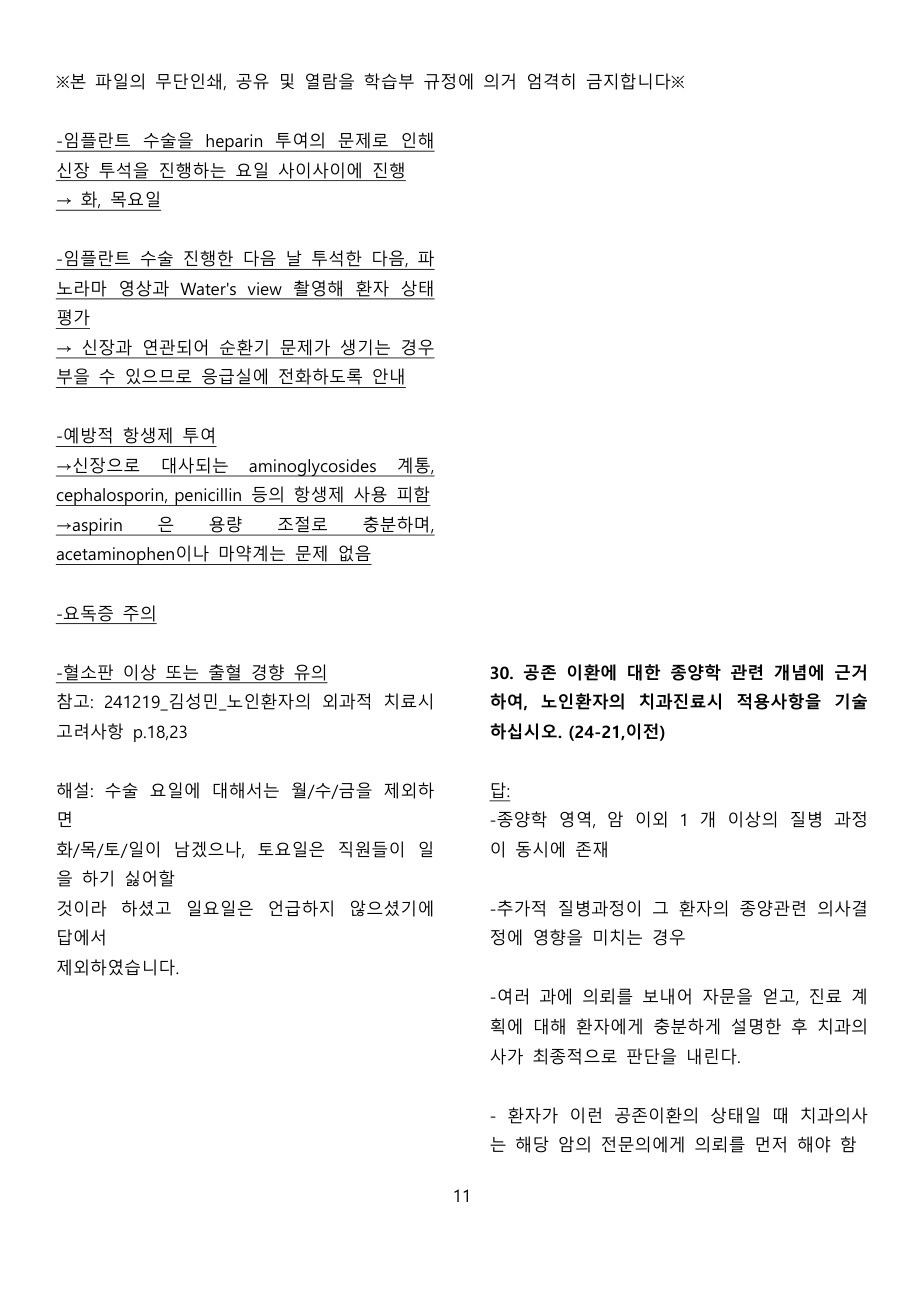 ※본 파일의 무단인쇄, 공유 및 열람을 학습부 규정에 의거 엄격히 금지합니다※
-임플란트 수술을 heparin 투여의 문제로 인해
신장 투석을 진행하는 요일 사이사이에 진행
→ 화, 목요일
-임플란트 수술 진행한 다음 날 투석한 다음, 파
노라마 영상과 Water's view 촬영해 환자 상태
평가
→ 신장과 연관되어 순환기 문제가 생기는 경우
부을 수 있으므로 응급실에 전화하도록 안내
-예방적 항생제 투여
→신장으로 대사되는 aminoglycosides 계통,
cephalosporin, penicillin 등의 항생제 사용 피함
→aspirin 은 용량 조절로 충분하며,
acetaminophen이나 마약계는 문제 없음
-요독증 주의
-혈소판 이상 또는 출혈 경향 유의
참고: 241219_김성민_노인환자의 외과적 치료시
고려사항 p.18,23
해설: 수술 요일에 대해서는 월/수/금을 제외하
면
화/목/토/일이 남겠으나, 토요일은 직원들이 일
을 하기 싫어할
것이라 하셨고 일요일은 언급하지 않으셨기에
답에서
제외하였습니다.
30. 공존 이환에 대한 종양학 관련 개념에 근거
하여, 노인환자의 치과진료시 적용사항을 기술
하십시오. (24-21,이전)
답:
-종양학 영역, 암 이외 1 개 이상의 질병 과정
이 동시에 존재
-추가적 질병과정이 그 환자의 종양관련 의사결
정에 영향을 미치는 경우
-여러 과에 의뢰를 보내어 자문을 얻고, 진료 계
획에 대해 환자에게 충분하게 설명한 후 치과의
사가 최종적으로 판단을 내린다.
- 환자가 이런 공존이환의 상태일 때 치과의사
는 해당 암의 전문의에게 의뢰를 먼저 해야 함
11